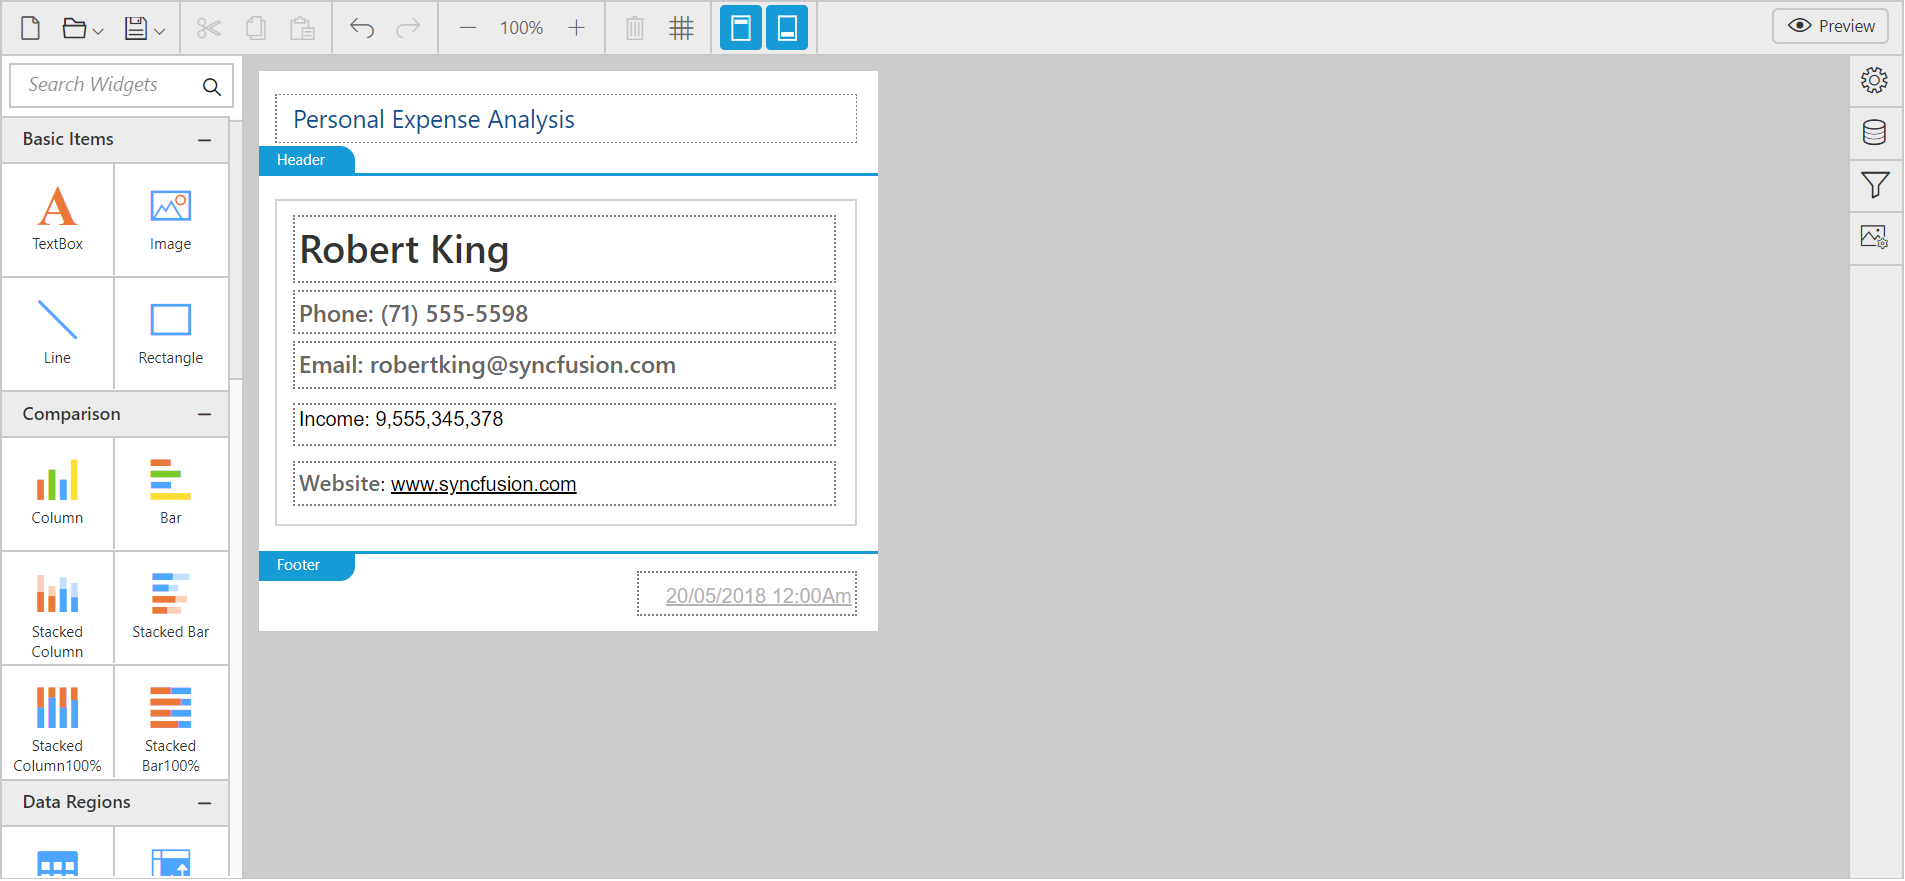 100%
Preview
Search Widgets
Basic Items
TextBox
Image
Line
Rectangle
Comparison
Column
Bar
Stacked
Column
Stacked Bar
Stacked
Column100%
Stacked
Bar100%
Data Regions
Personal Expense Analysis
Header
Robert King
Phone: (71) 555-5598
Email: robertking@syncfusion.com
Income: 9,555,345,378
Website: www.syncfusion.com
Footer
20/05/2018 12:00Am